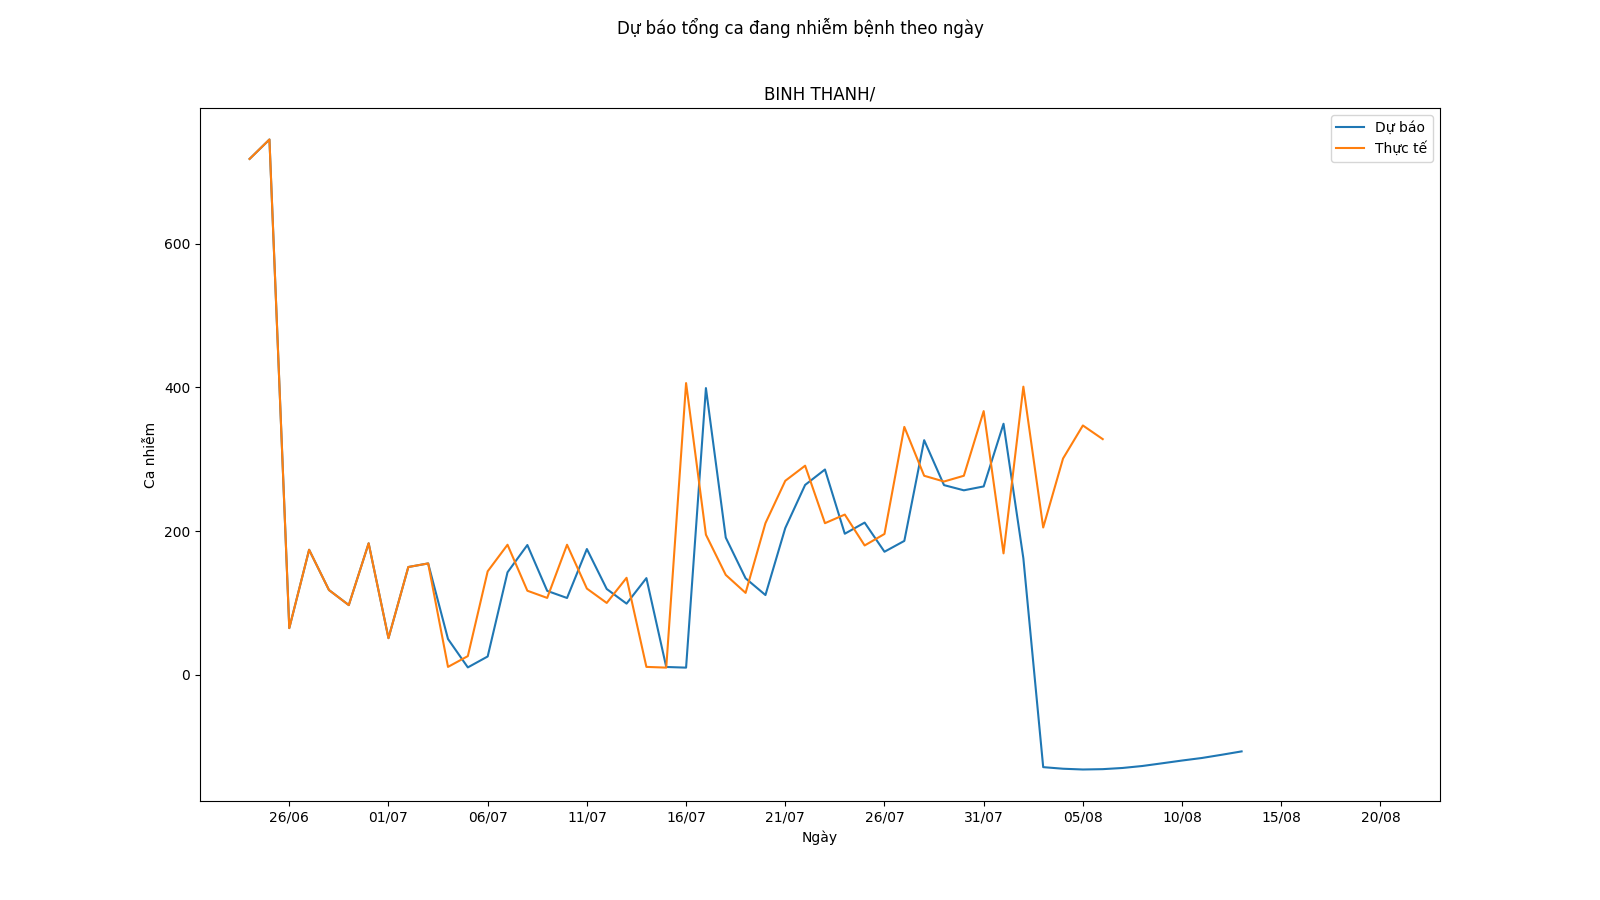 Dự báo tổng ca đang nhiễm bệnh theo ngày
BINH THANH/
Dự báo
Thực tế
Ca nhiễm
600
400
200
0
26/06 01/07 06/07 11/07 16/07 21/07 26/07 31/07 05/08 10/08 15/08 20/08
Ngày